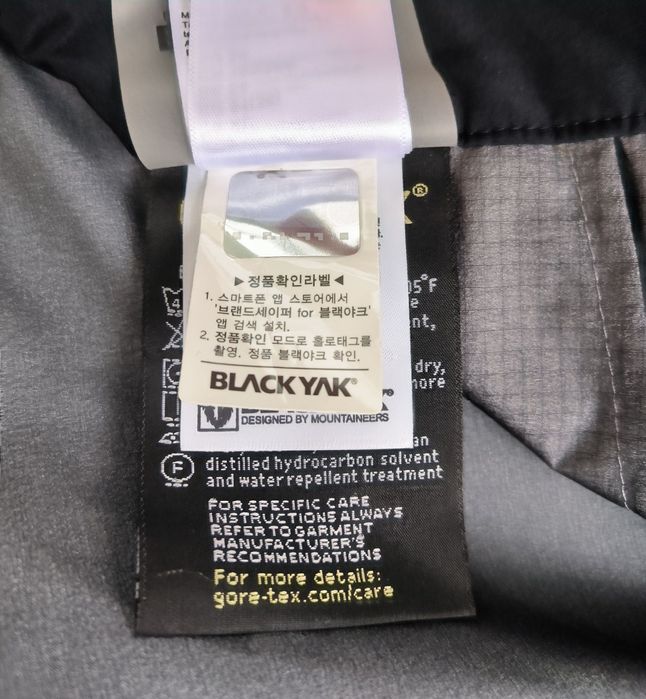 ®
▶ 정품확인라벨 ◀
1. 스마트폰 앱 스토어에서
'브랜드세이퍼 for 블랙야크'
앱 검색 설치.
2. 정품확인 모드로 홀로태그를
촬영. 정품 블랙야크 확인.
BLACKYAK®
DESIGNED BY MOUNTAINEERS
dry,
F
distilled hydrocarbon solvent
and water repellent treatment
FOR SPECIFIC CARE
INSTRUCTIONS ALWAYS
REFER TO GARMENT
MANUFACTURER'S
RECOMMENDATIONS
For more details:
gore-tex.com/care